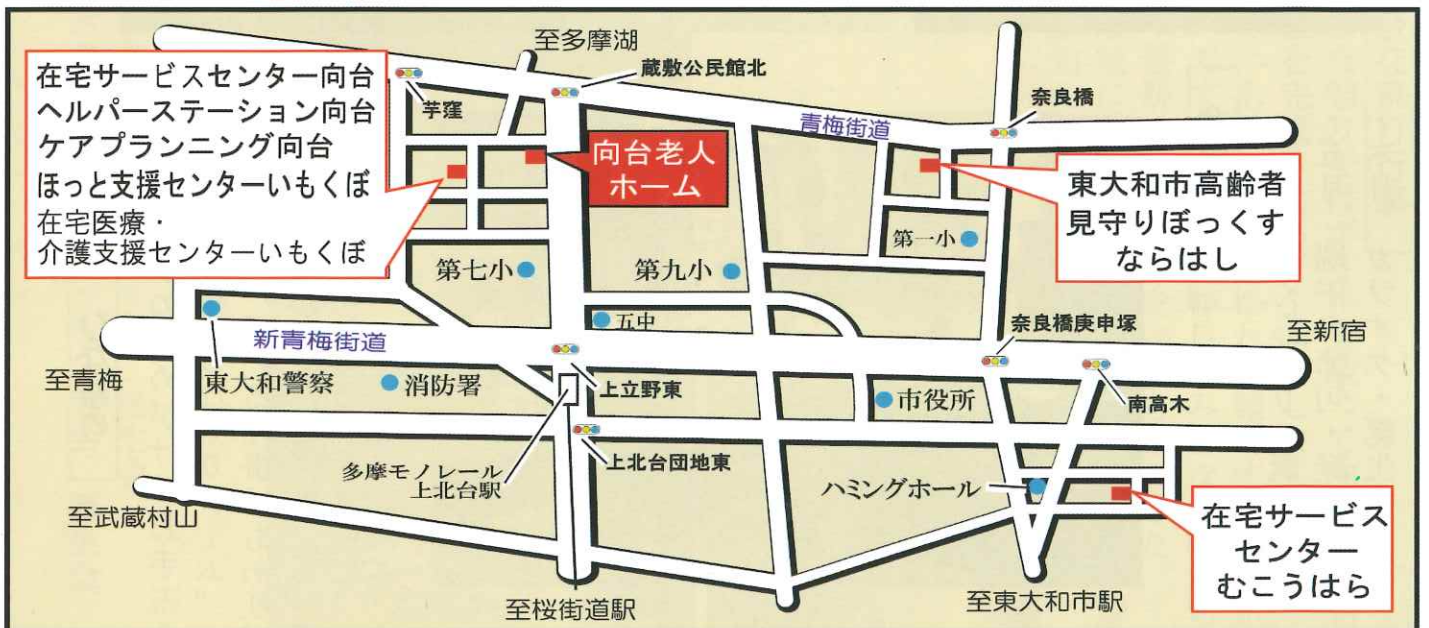 至多摩湖
蔵敷公民館北
在宅サービスセンター向台
ヘルパーステーション向台
ケアプランニング向台
ほっと支援センターいもくぼ
在宅医療・
介護支援センターいもくぼ
芋窪
奈良橋
青梅街道
向台老人
ホーム
東大和市高齢者
見守りぼっくす
ならはし
第一小
第七小
第九小
五中
新青梅街道
奈良橋庚申塚
至新宿
至青梅
東大和警察
消防署
上立野東
市役所
南高木
多摩モノレール
上北台駅
上北台団地東
ハミングホール
至武蔵村山
在宅サービス
センター
むこうはら
至桜街道駅
至東大和市駅